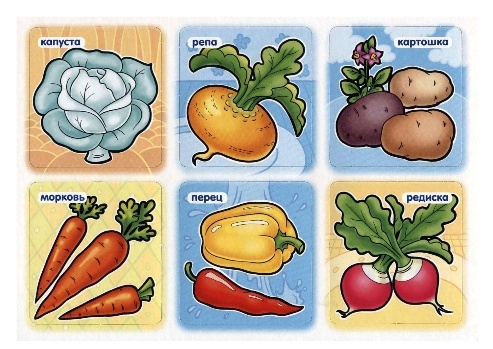 капуста
репа
картошка
морковь
перец
редиска